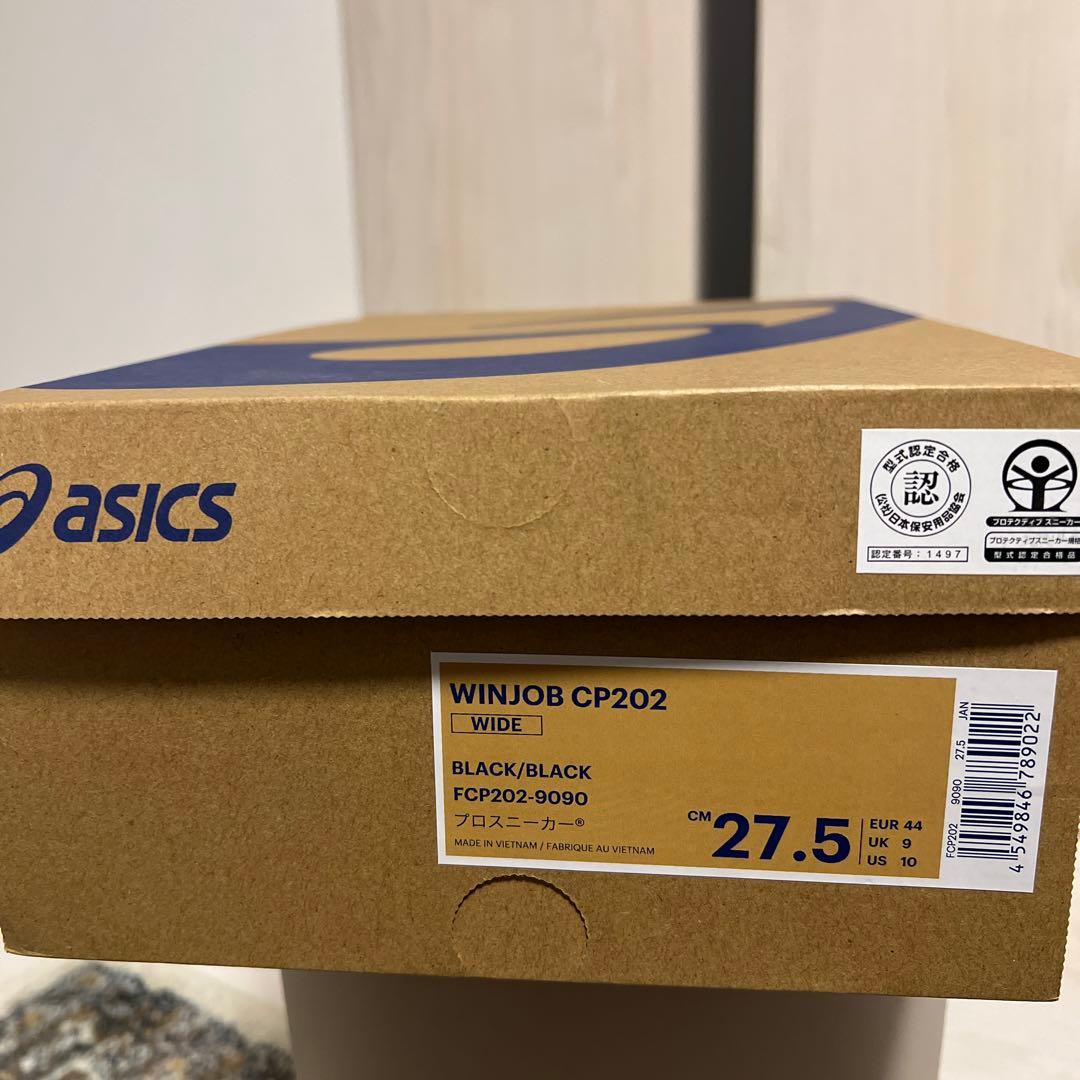 asics
型式認定合格
認
(公社)日本保安用品協会
認定番号：1497
プロテクティブ スニーカー
プロテクティブスニーカー規格
型式認定合格品
WINJOB CP202
WIDE
BLACK/BLACK
FCP202-9090
プロスニーカー®
MADE IN VIETNAM / FABRIQUE AU VIETNAM
CM 27.5
EUR 44
UK 9
US 10
FCP202 9090 27.5 JAN
4 549846 789022